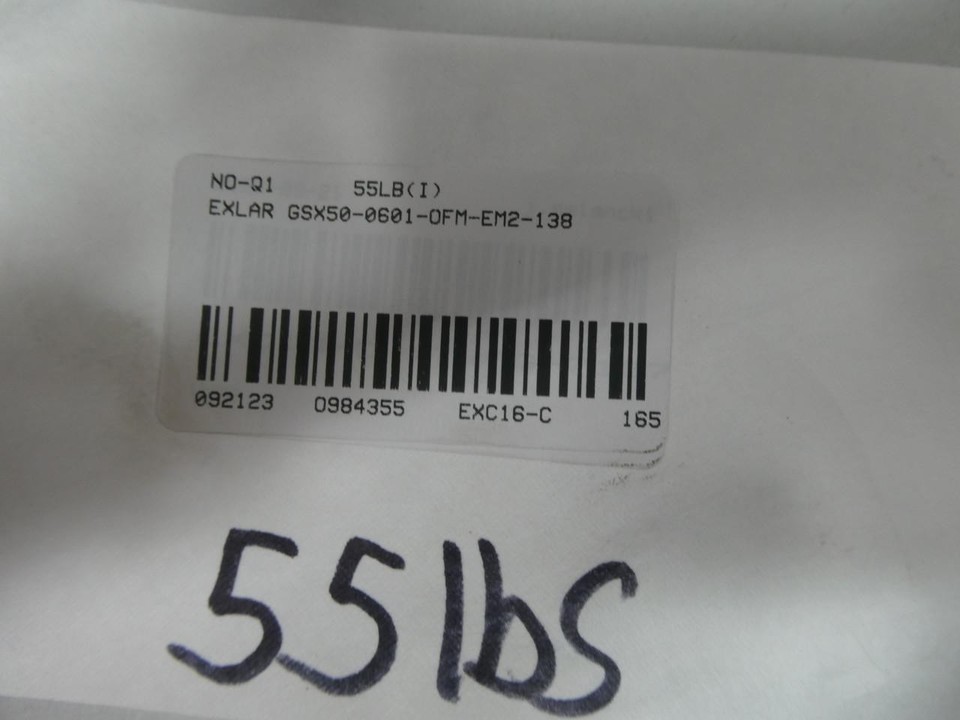 NO-Q1 55LB(I)
EXLAR GSX50-0601-OFM-EM2-138
092123 0984355 EXC16-C 165
55lbs